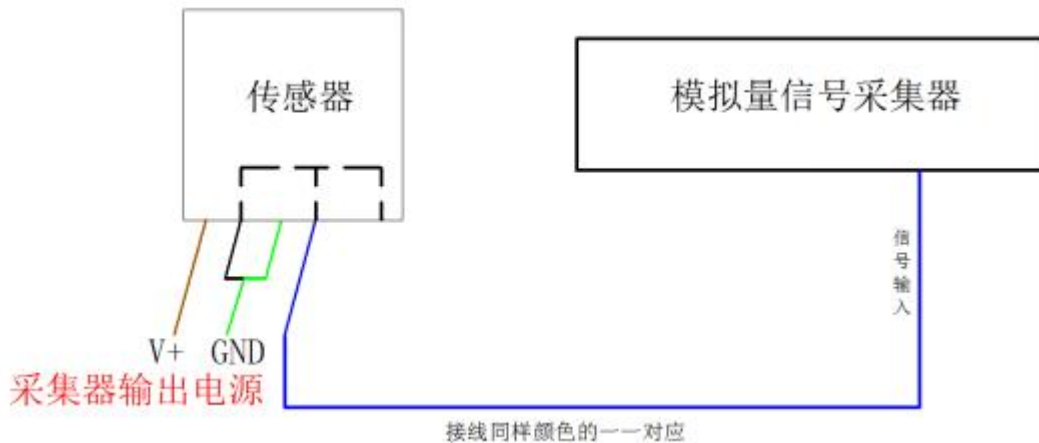 传感器
模拟量信号采集器
信号输入
V+ GND
采集器输出电源
接线同样颜色的一一对应